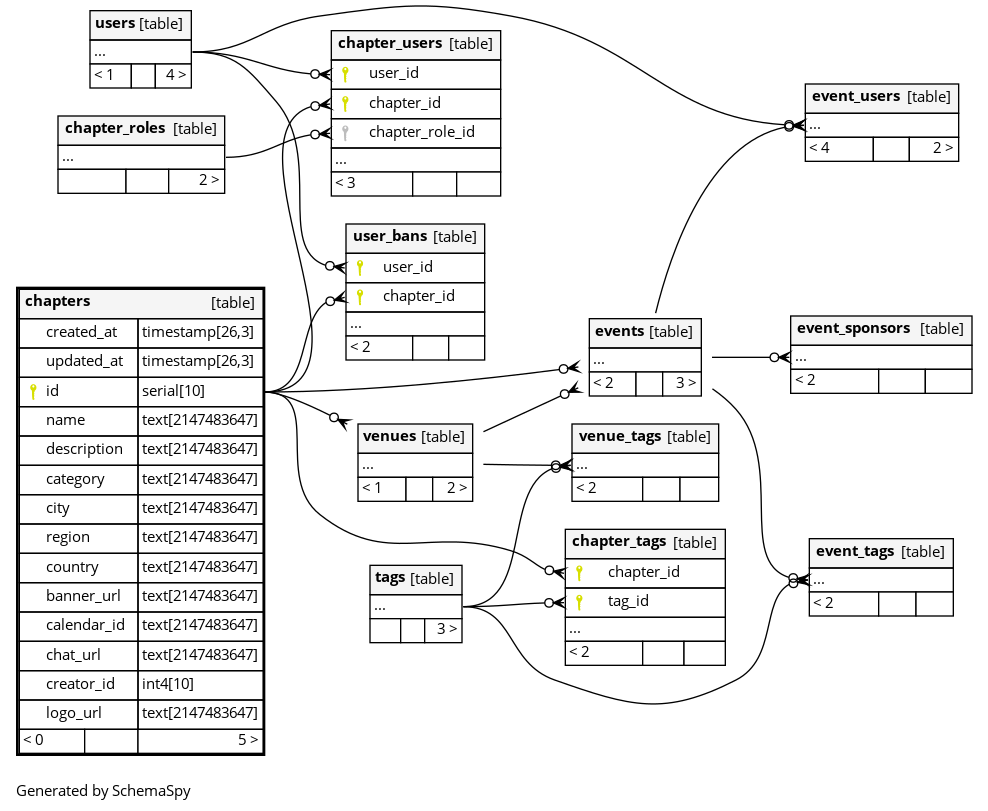 users [table]
...
< 1 4 >
chapter_roles [table]
...
2 >
chapter_users [table]
user_id
chapter_id
chapter_role_id
...
< 3
event_users [table]
...
< 4 2 >
user_bans [table]
user_id
chapter_id
...
< 2
chapters [table]
created_at timestamp[26,3]
updated_at timestamp[26,3]
id serial[10]
name text[2147483647]
description text[2147483647]
category text[2147483647]
city text[2147483647]
region text[2147483647]
country text[2147483647]
banner_url text[2147483647]
calendar_id text[2147483647]
chat_url text[2147483647]
creator_id int4[10]
logo_url text[2147483647]
< 0 5 >
events [table]
...
< 2 3 >
event_sponsors [table]
...
< 2
venues [table]
...
< 1 2 >
venue_tags [table]
...
< 2
chapter_tags [table]
chapter_id
tag_id
...
< 2
tags [table]
...
3 >
event_tags [table]
...
< 2
Generated by SchemaSpy